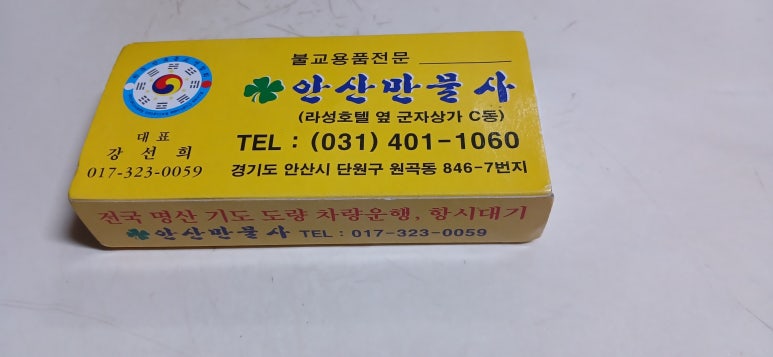 불교용품전문
안산만물사
(라성호텔 옆 군자상가 C동)
대표
강선희
017-323-0059
TEL : (031) 401-1060
경기도 안산시 단원구 원곡동 846-7번지
전국 명산 기도 도량 차량운행, 항시대기
안산만물사 TEL : 017-323-0059